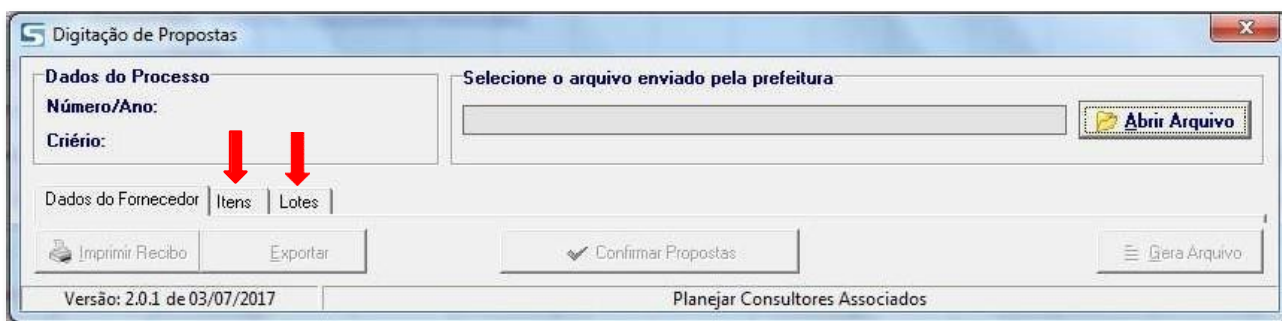 Digitação de Propostas
Dados do Processo
Número/Ano:
Criério:
Selecione o arquivo enviado pela prefeitura
Abrir Arquivo
Dados do Fornecedor Itens Lotes
Imprimir Recibo Exportar Confirmar Propostas Gera Arquivo
Versão: 2.0.1 de 03/07/2017 Planejar Consultores Associados